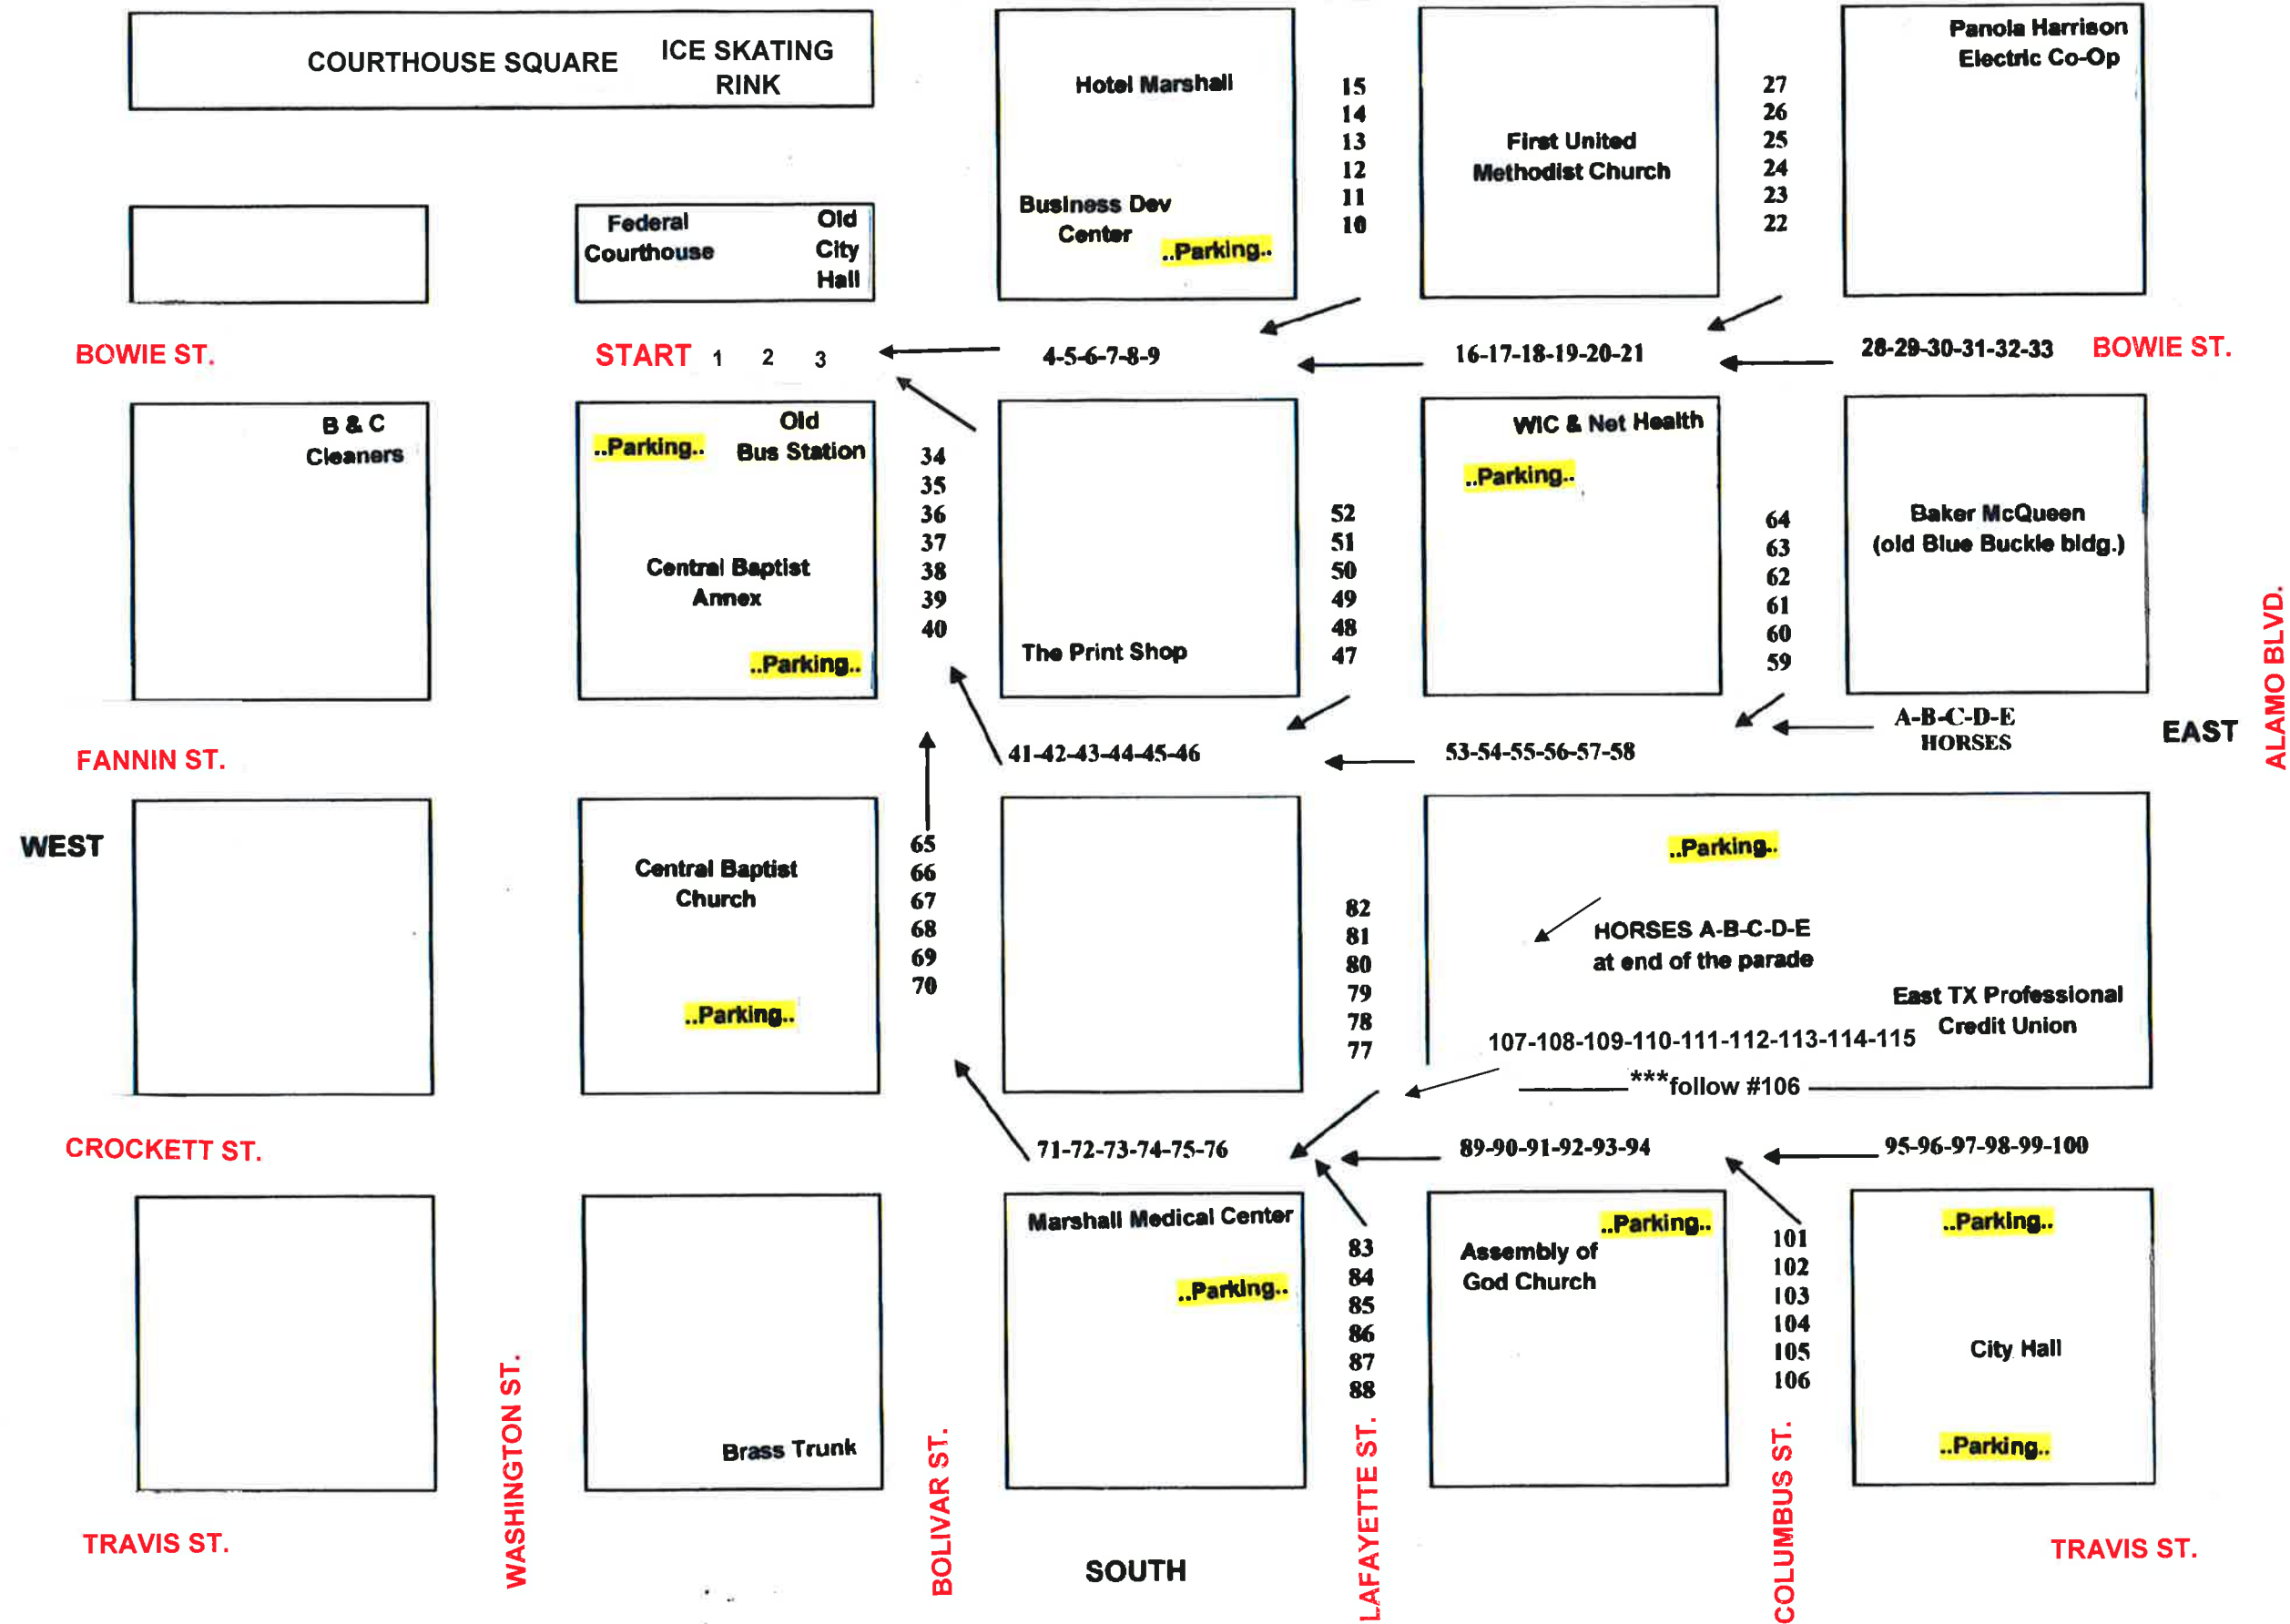 COURTHOUSE SQUARE
ICE SKATING
RINK
Hotel Marshall
Business Dev
Center
..Parking..
15
14
13
12
11
10
First United
Methodist Church
27
26
25
24
23
22
Panola Harrison
Electric Co-Op
Federal
Courthouse
Old
City
Hall
BOWIE ST.
START 1 2 3
4-5-6-7-8-9
16-17-18-19-20-21
28-29-30-31-32-33
BOWIE ST.
B & C
Cleaners
..Parking..
Old
Bus Station
Central Baptist
Annex
..Parking..
34
35
36
37
38
39
40
The Print Shop
52
51
50
49
48
47
WIC & Net Health
..Parking..
64
63
62
61
60
59
Baker McQueen
(old Blue Buckle bldg.)
ALAMO BLVD.
FANNIN ST.
41-42-43-44-45-46
53-54-55-56-57-58
A-B-C-D-E
HORSES
EAST
WEST
Central Baptist
Church
..Parking..
65
66
67
68
69
70
82
81
80
79
78
77
..Parking..
HORSES A-B-C-D-E
at end of the parade
East TX Professional
Credit Union
107-108-109-110-111-112-113-114-115
***follow #106
CROCKETT ST.
71-72-73-74-75-76
89-90-91-92-93-94
95-96-97-98-99-100
Marshall Medical Center
..Parking..
83
84
85
86
87
88
..Parking..
Assembly of
God Church
101
102
103
104
105
106
..Parking..
City Hall
..Parking..
Brass Trunk
TRAVIS ST.
WASHINGTON ST.
BOLIVAR ST.
SOUTH
LAFAYETTE ST.
COLUMBUS ST.
TRAVIS ST.